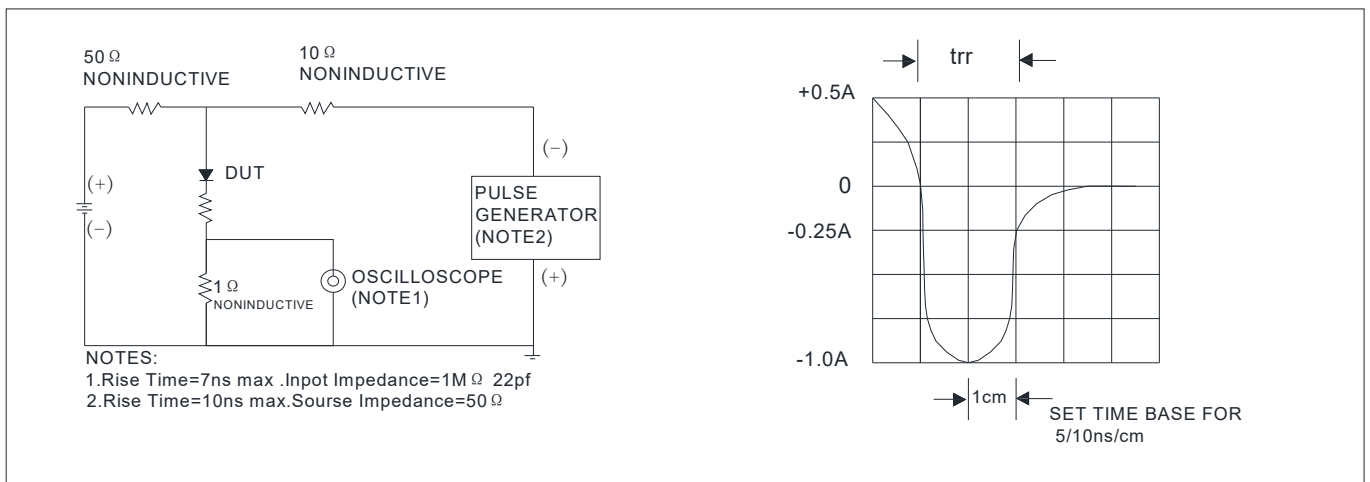 50 Ω
NONINDUCTIVE
10 Ω
NONINDUCTIVE
(+)
(-)
DUT
1 Ω
NONINDUCTIVE
OSCILLOSCOPE
(NOTE1)
(-)
PULSE
GENERATOR
(NOTE2)
(+)
NOTES:
1.Rise Time=7ns max .Inpot Impedance=1M Ω 22pf
2.Rise Time=10ns max.Sourse Impedance=50 Ω
trr
+0.5A
0
-0.25A
-1.0A
1cm
SET TIME BASE FOR
5/10ns/cm